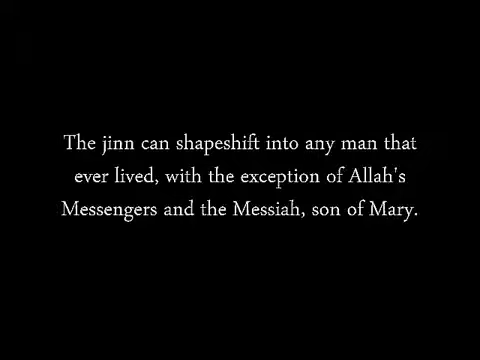 The jinn can shapeshift into any man that
ever lived, with the exception of Allah's
Messengers and the Messiah, son of Mary.